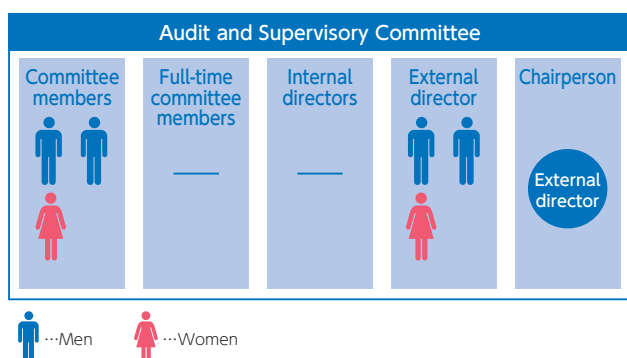 Audit and Supervisory Committee
Committee
members
Full-time
committee
members
Internal
directors
External
director
Chairperson
External
director
···Men
···Women